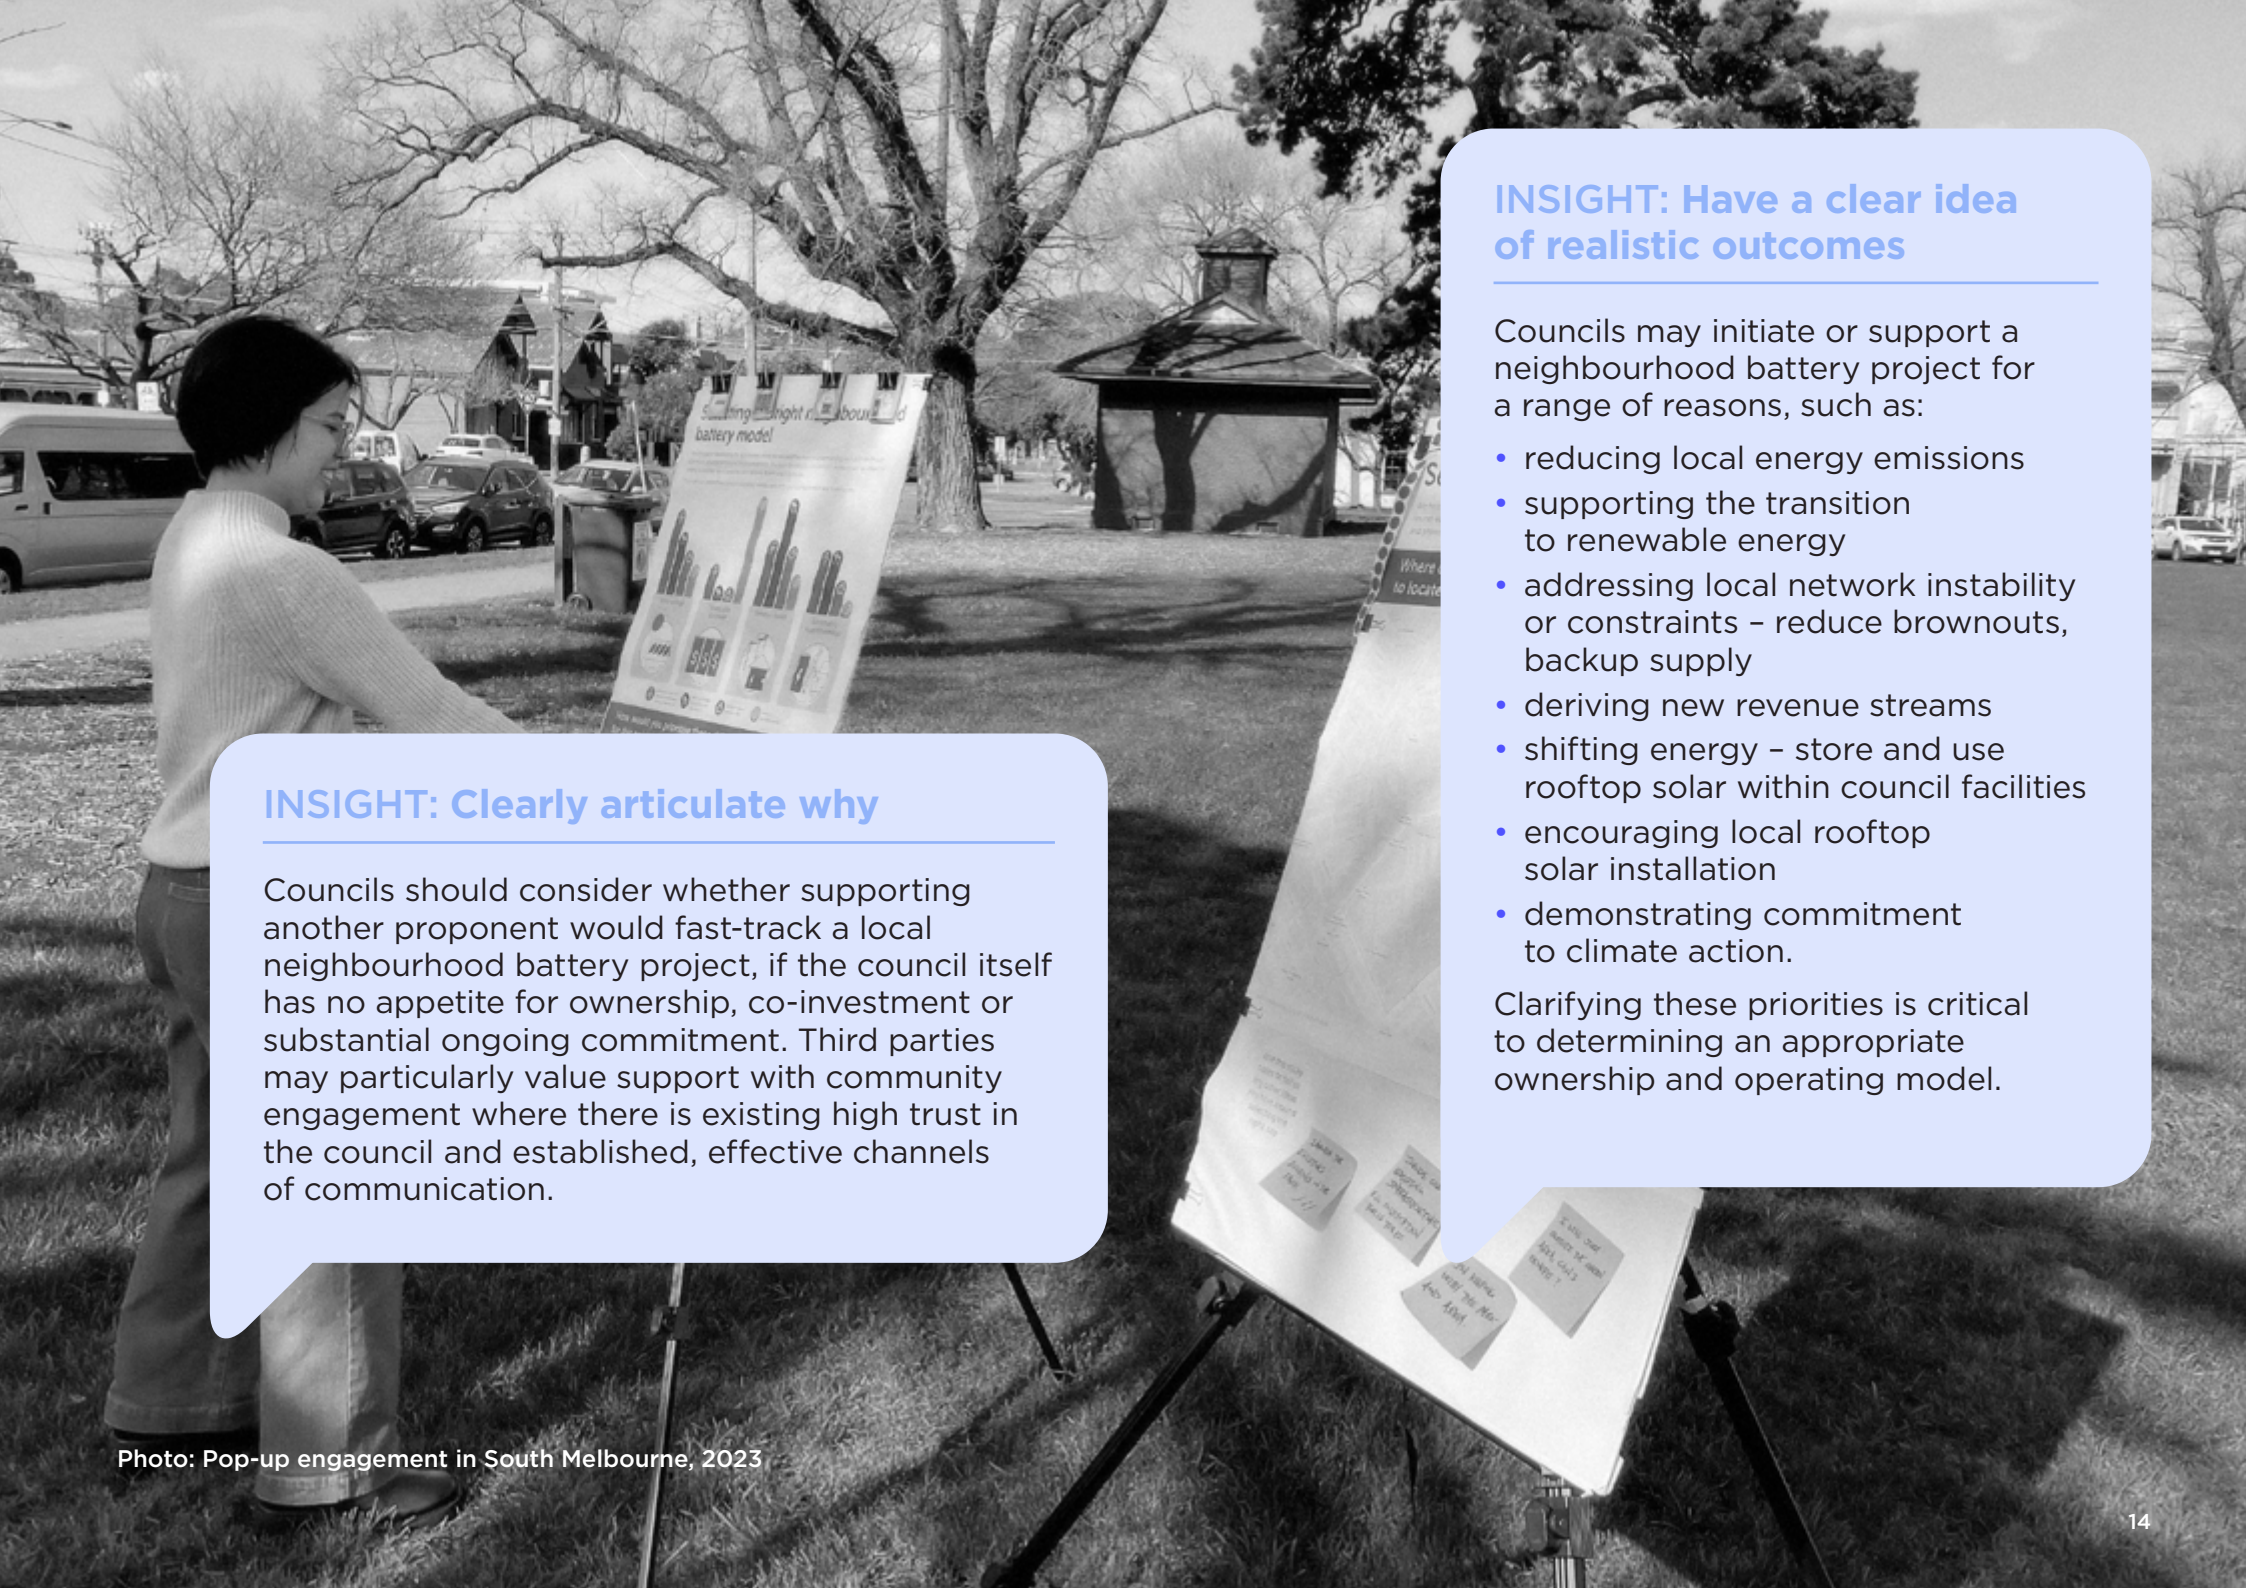 INSIGHT: Clearly articulate why
Councils should consider whether supporting
another proponent would fast-track a local
neighbourhood battery project, if the council itself
has no appetite for ownership, co-investment or
substantial ongoing commitment. Third parties
may particularly value support with community
engagement where there is existing high trust in
the council and established, effective channels
of communication.
INSIGHT: Have a clear idea
of realistic outcomes
Councils may initiate or support a
neighbourhood battery project for
a range of reasons, such as:
• reducing local energy emissions
• supporting the transition
to renewable energy
• addressing local network instability
or constraints – reduce brownouts,
backup supply
• deriving new revenue streams
• shifting energy – store and use
rooftop solar within council facilities
• encouraging local rooftop
solar installation
• demonstrating commitment
to climate action.
Clarifying these priorities is critical
to determining an appropriate
ownership and operating model.
battery model
Where
to locate
Photo: Pop-up engagement in South Melbourne, 2023
14